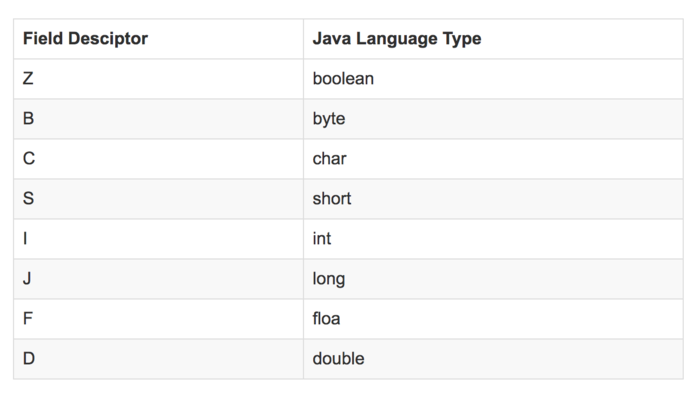 Field Desciptor Java Language Type
Z boolean
B byte
C char
S short
I int
J long
F floa
D double